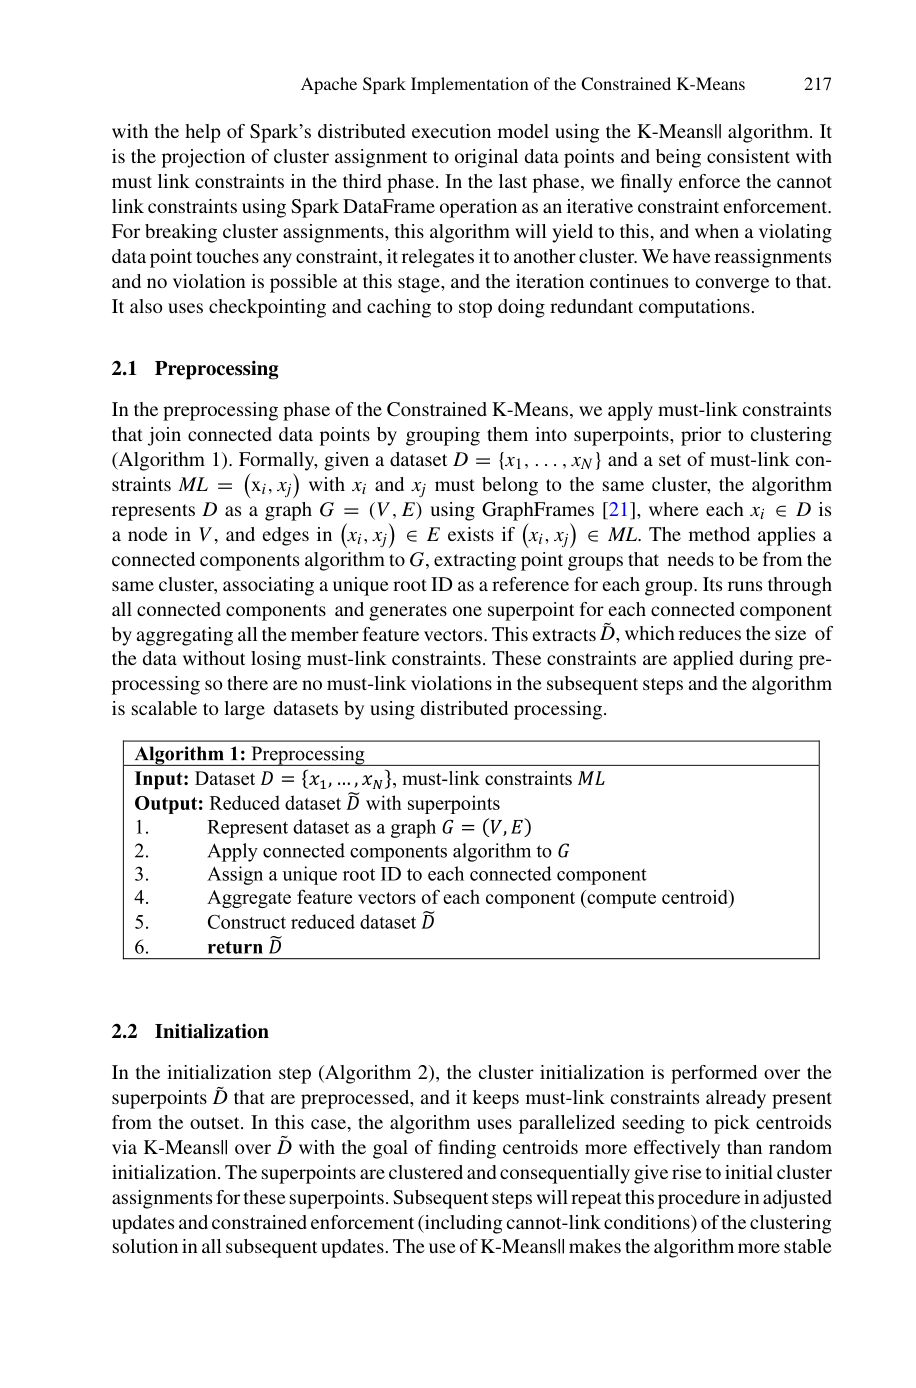 Apache Spark Implementation of the Constrained K-Means 217
with the help of Spark’s distributed execution model using the K-Means|| algorithm. It
is the projection of cluster assignment to original data points and being consistent with
must link constraints in the third phase. In the last phase, we finally enforce the cannot
link constraints using Spark DataFrame operation as an iterative constraint enforcement.
For breaking cluster assignments, this algorithm will yield to this, and when a violating
data point touches any constraint, it relegates it to another cluster. We have reassignments
and no violation is possible at this stage, and the iteration continues to converge to that.
It also uses checkpointing and caching to stop doing redundant computations.
2.1 Preprocessing
In the preprocessing phase of the Constrained K-Means, we apply must-link constraints
that join connected data points by grouping them into superpoints, prior to clustering
(Algorithm 1). Formally, given a dataset D = {x₁, . . . , x_N} and a set of must-link con-
straints ML = (xᵢ, xⱼ) with xᵢ and xⱼ must belong to the same cluster, the algorithm
represents D as a graph G = (V, E) using GraphFrames [21], where each xᵢ ∈ D is
a node in V, and edges in (xᵢ, xⱼ) ∈ E exists if (xᵢ, xⱼ) ∈ ML. The method applies a
connected components algorithm to G, extracting point groups that needs to be from the
same cluster, associating a unique root ID as a reference for each group. Its runs through
all connected components and generates one superpoint for each connected component
by aggregating all the member feature vectors. This extracts D̃, which reduces the size of
the data without losing must-link constraints. These constraints are applied during pre-
processing so there are no must-link violations in the subsequent steps and the algorithm
is scalable to large datasets by using distributed processing.
Algorithm 1: Preprocessing
Input: Dataset D = {x₁, … , x_N}, must-link constraints ML
Output: Reduced dataset D̃ with superpoints
1. Represent dataset as a graph G = (V, E)
2. Apply connected components algorithm to G
3. Assign a unique root ID to each connected component
4. Aggregate feature vectors of each component (compute centroid)
5. Construct reduced dataset D̃
6. return D̃
2.2 Initialization
In the initialization step (Algorithm 2), the cluster initialization is performed over the
superpoints D̃ that are preprocessed, and it keeps must-link constraints already present
from the outset. In this case, the algorithm uses parallelized seeding to pick centroids
via K-Means|| over D̃ with the goal of finding centroids more effectively than random
initialization. The superpoints are clustered and consequentially give rise to initial cluster
assignments for these superpoints. Subsequent steps will repeat this procedure in adjusted
updates and constrained enforcement (including cannot-link conditions) of the clustering
solution in all subsequent updates. The use of K-Means|| makes the algorithm more stable